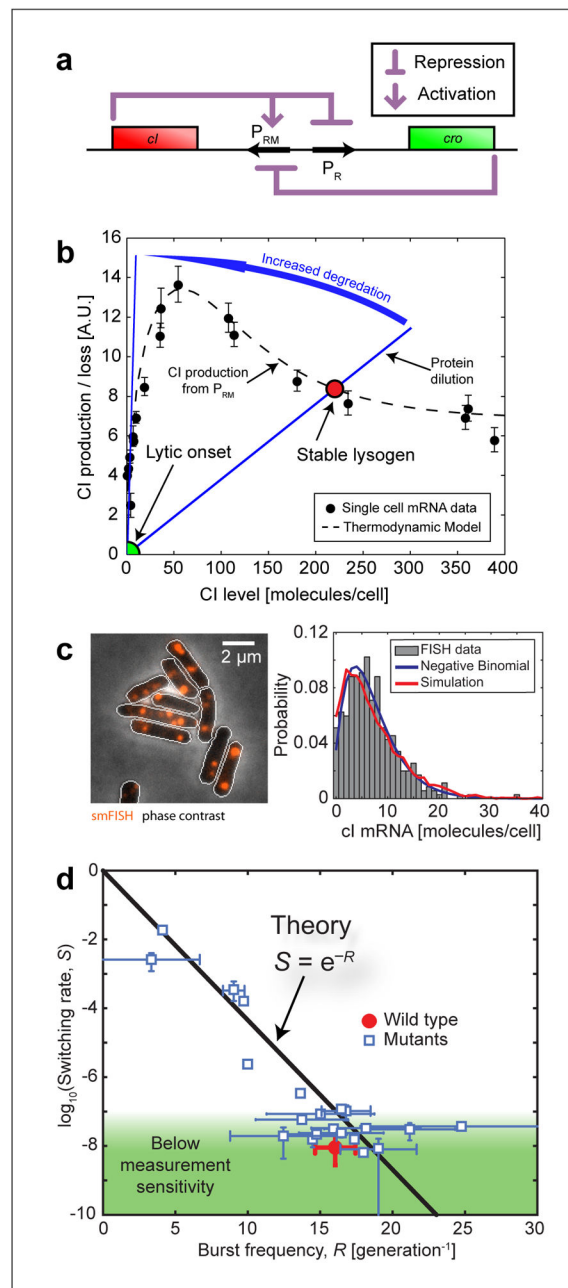 a
Repression
Activation
cI
P_RM
P_R
cro
b
CI production / loss [A.U.]
16
14
12
10
8
6
4
2
0
Increased degredation
CI production
from P_RM
Protein
dilution
Lytic onset
Stable lysogen
Single cell mRNA data
Thermodynamic Model
0 50 100 150 200 250 300 350 400
CI level [molecules/cell]
c
2 µm
smFISH phase contrast
Probability
0.12
0.08
0.04
0
FISH data
Negative Binomial
Simulation
0 10 20 30 40
cI mRNA [molecules/cell]
d
log₁₀(Switching rate, S)
0
-2
-4
-6
-8
-10
Theory
S = e⁻ᴿ
Wild type
Mutants
Below
measurement
sensitivity
0 5 10 15 20 25 30
Burst frequency, R [generation⁻¹]